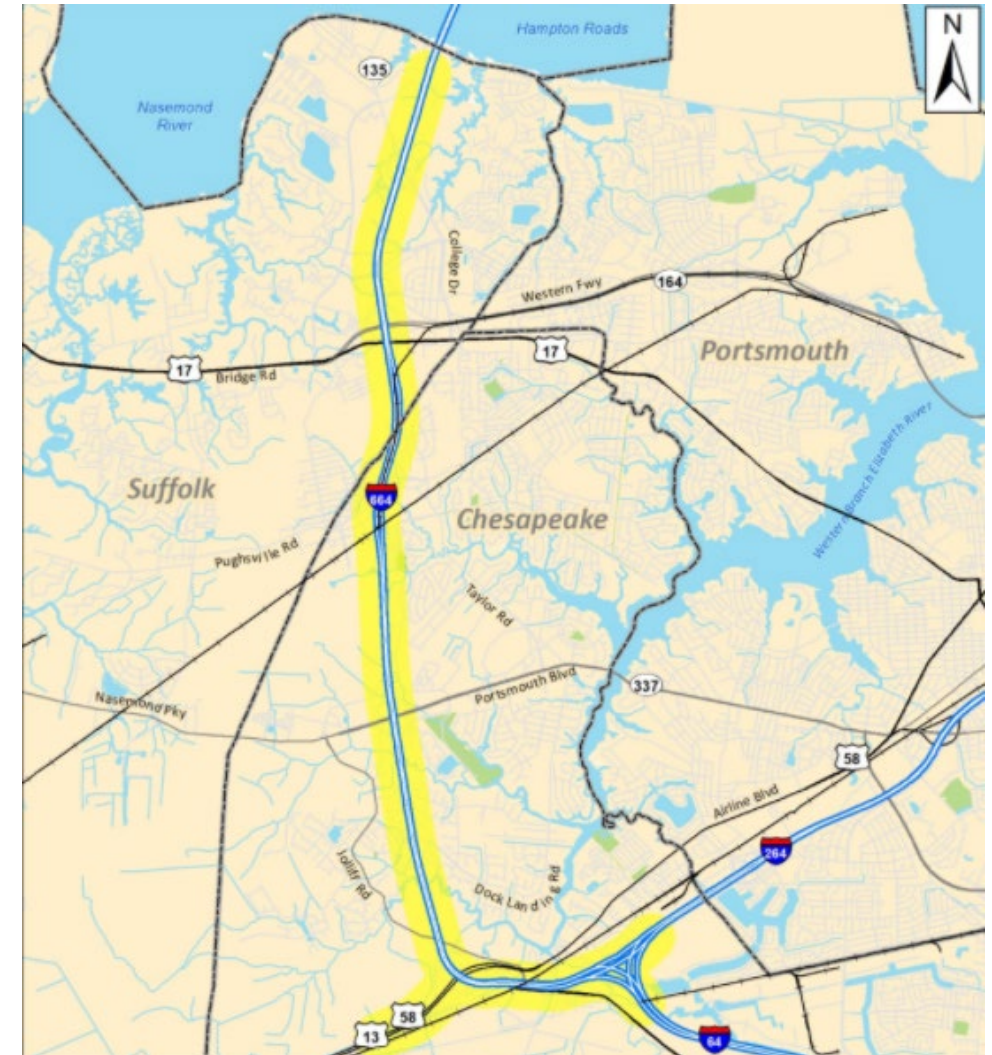 Hampton Roads
N
135
Nasemond
River
College Dr
Western Fwy
164
17
17
Bridge Rd
Portsmouth
Western Branch Elizabeth River
Suffolk
664
Chesapeake
Pughsville Rd
Taylor Rd
Nasemond Pky
Portsmouth Blvd
337
58
Airline Blvd
264
Jolliff Rd
Dock Landing Rd
58
13
64